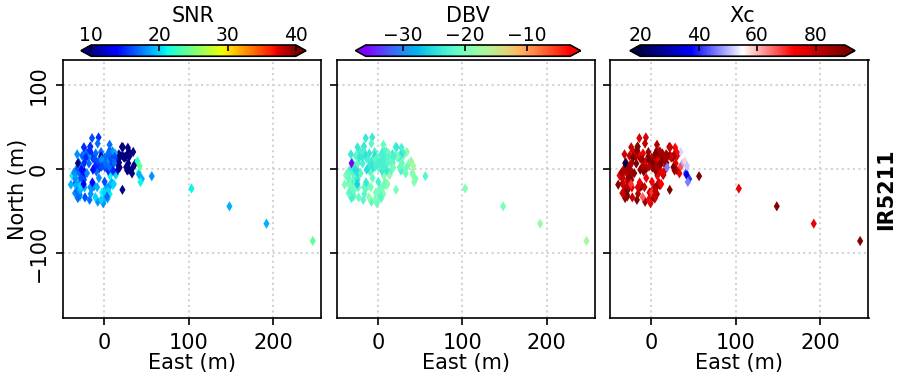 SNR DBV Xc
10 20 30 40 −30 −20 −10 20 40 60 80
100
0
−100
North (m)
IR5211
0 100 200 0 100 200 0 100 200
East (m) East (m) East (m)